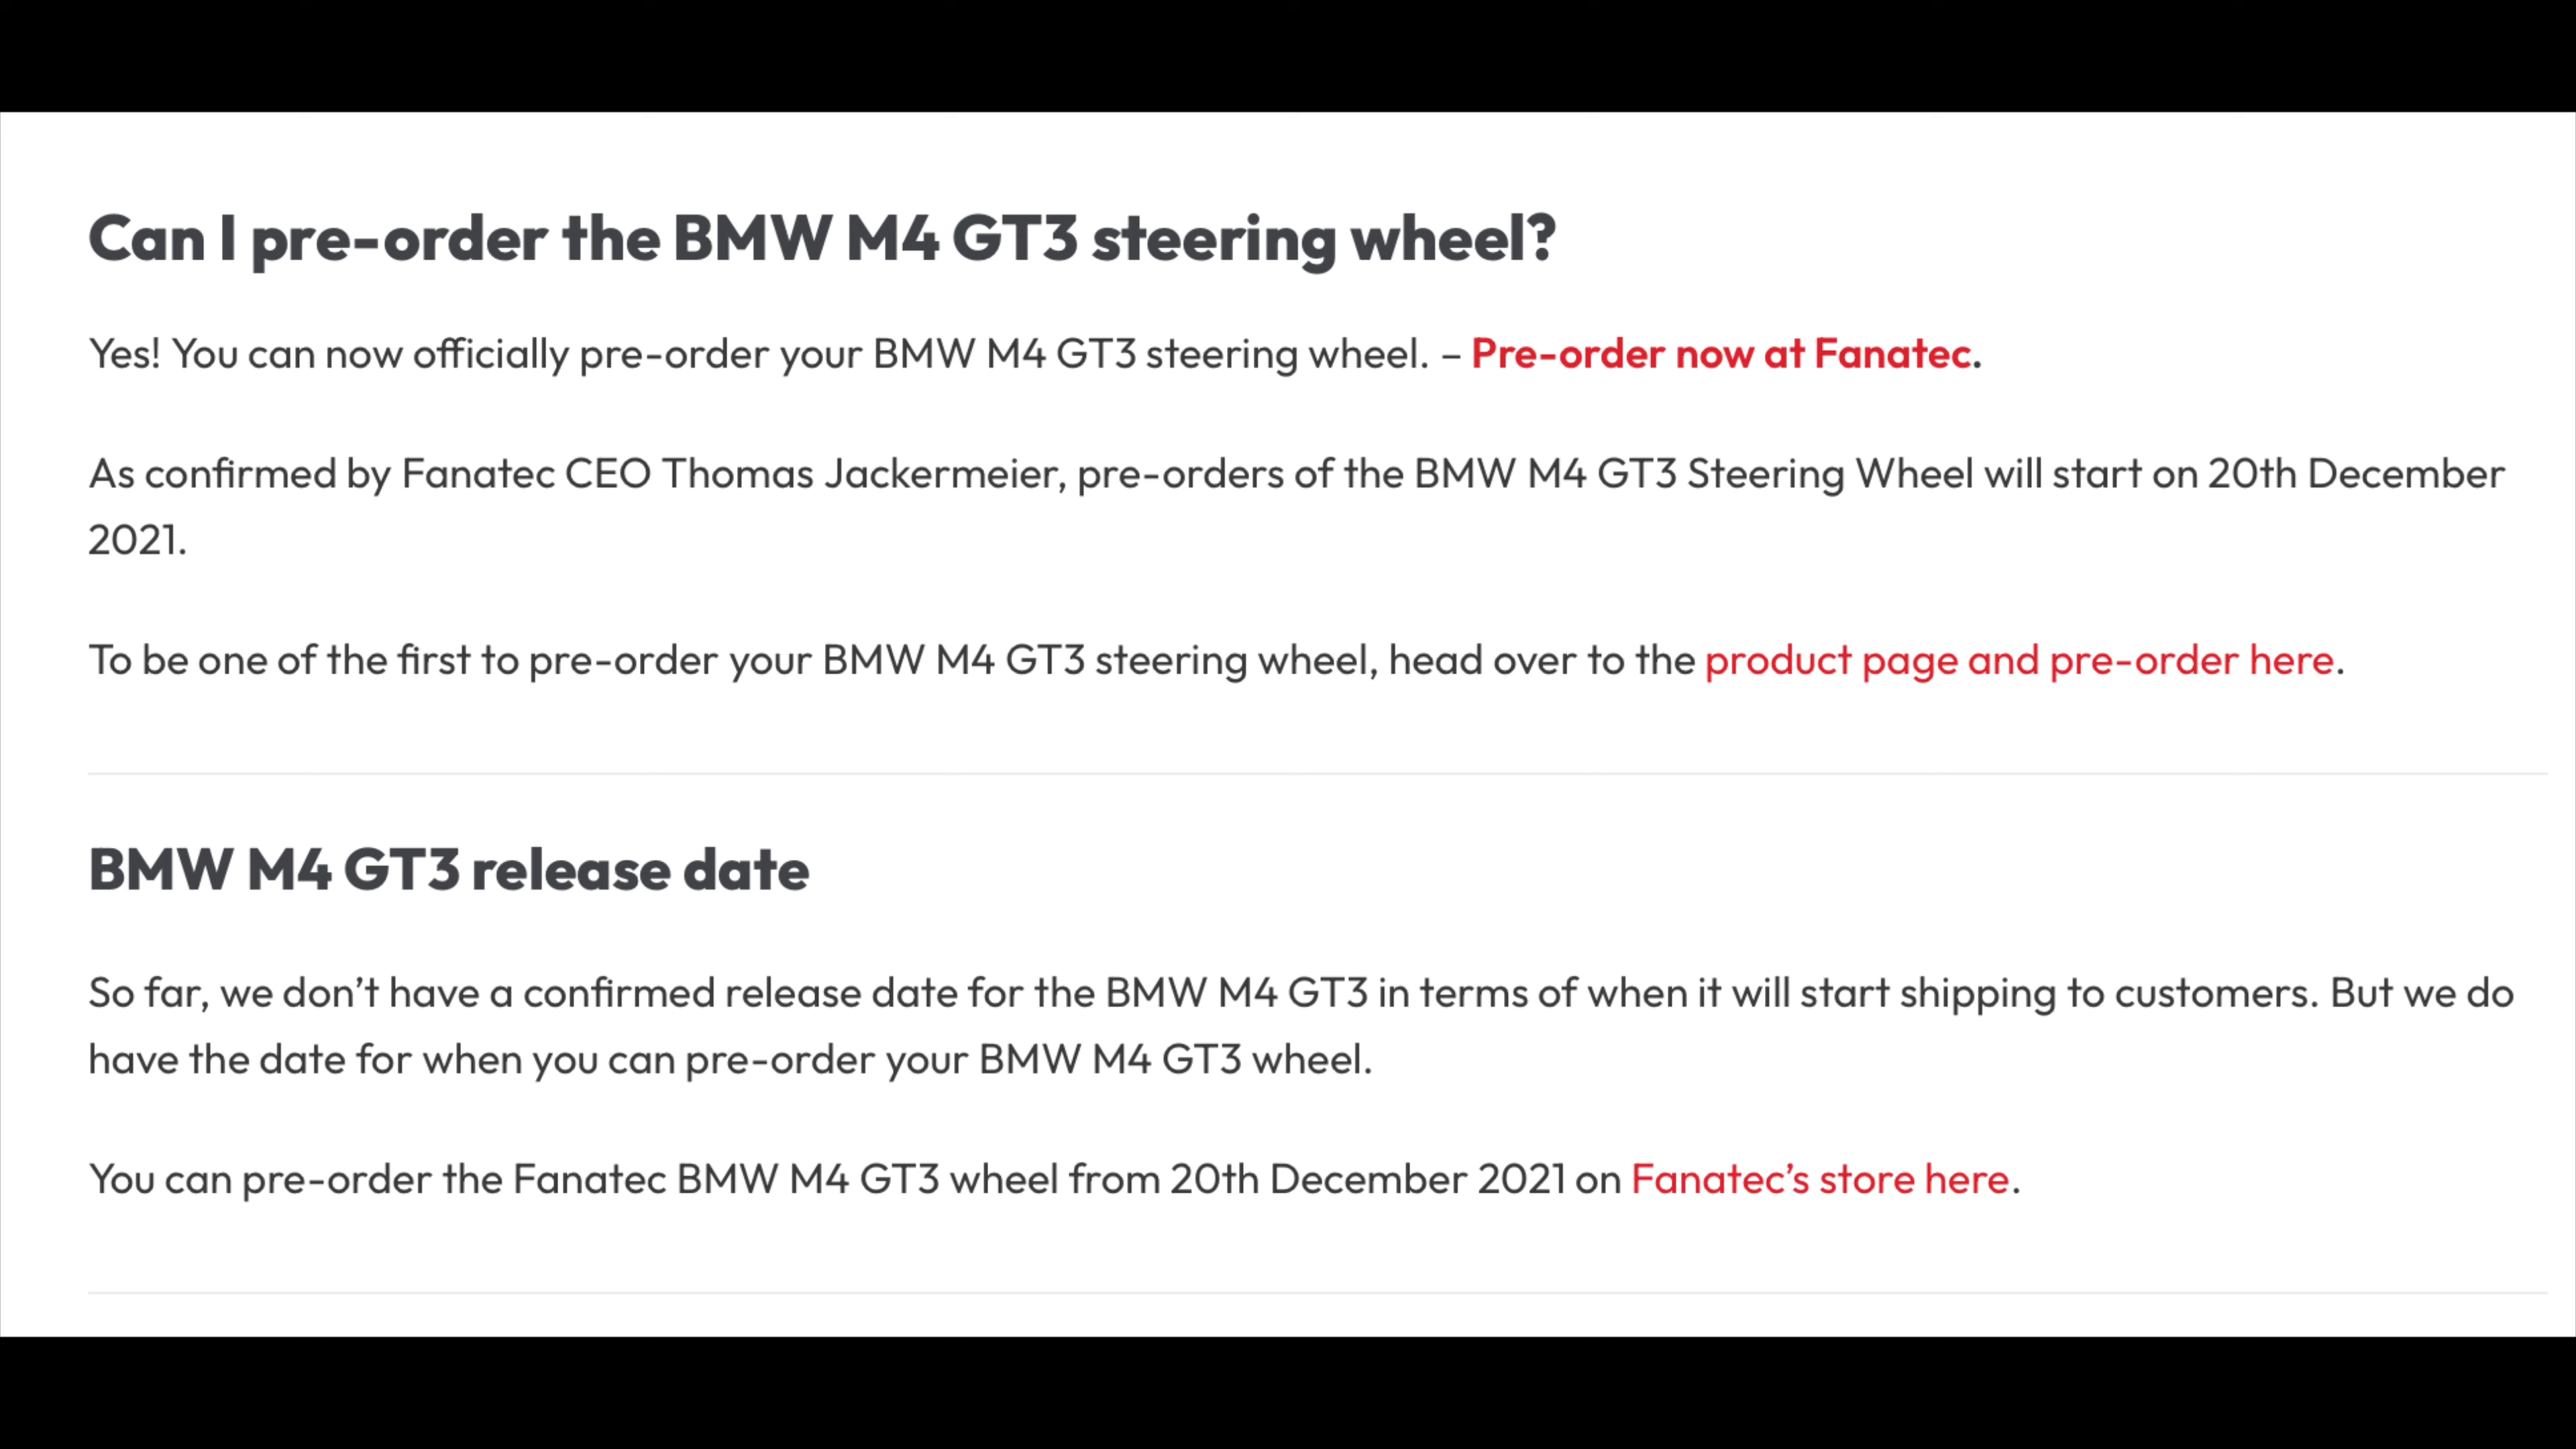 Can I pre-order the BMW M4 GT3 steering wheel?
Yes! You can now officially pre-order your BMW M4 GT3 steering wheel. – Pre-order now at Fanatec.
As confirmed by Fanatec CEO Thomas Jackermeier, pre-orders of the BMW M4 GT3 Steering Wheel will start on 20th December
2021.
To be one of the first to pre-order your BMW M4 GT3 steering wheel, head over to the product page and pre-order here.
BMW M4 GT3 release date
So far, we don’t have a confirmed release date for the BMW M4 GT3 in terms of when it will start shipping to customers. But we do
have the date for when you can pre-order your BMW M4 GT3 wheel.
You can pre-order the Fanatec BMW M4 GT3 wheel from 20th December 2021 on Fanatec’s store here.